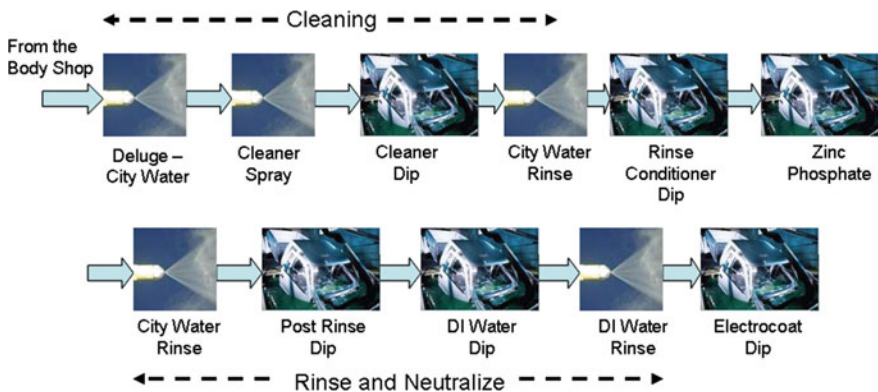 Cleaning
From the
Body Shop
Deluge –
City Water
Cleaner
Spray
Cleaner
Dip
City Water
Rinse
Rinse
Conditioner
Dip
Zinc
Phosphate
City Water
Rinse
Post Rinse
Dip
DI Water
Dip
DI Water
Rinse
Electrocoat
Dip
Rinse and Neutralize